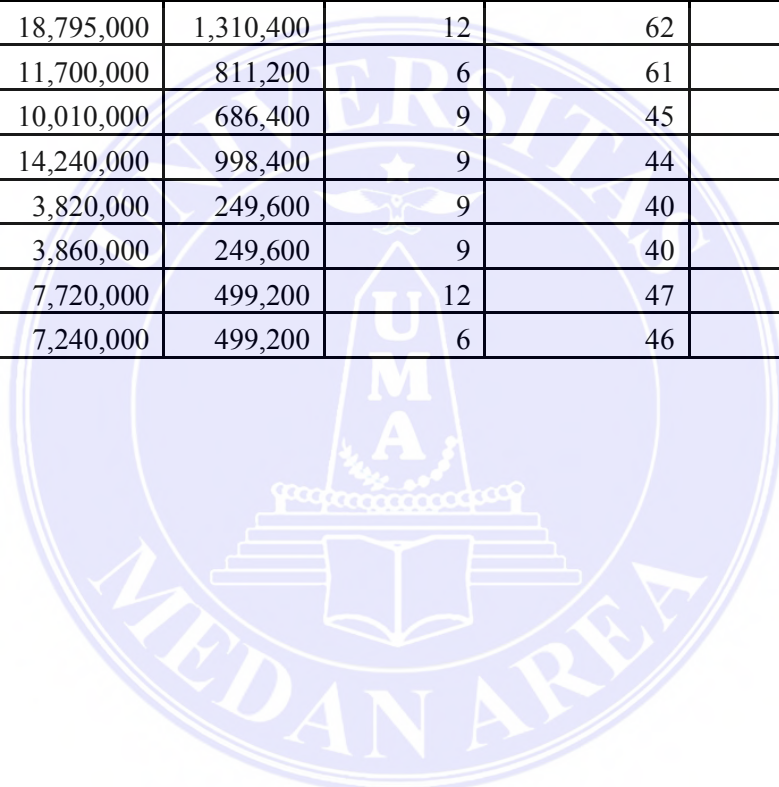 18,795,000 1,310,400 12 62
11,700,000 811,200 6 61
10,010,000 686,400 9 45
14,240,000 998,400 9 44
3,820,000 249,600 9 40
3,860,000 249,600 9 40
7,720,000 499,200 12 47
7,240,000 499,200 6 46
UNIVERSITAS
U
M
A
MEDAN AREA